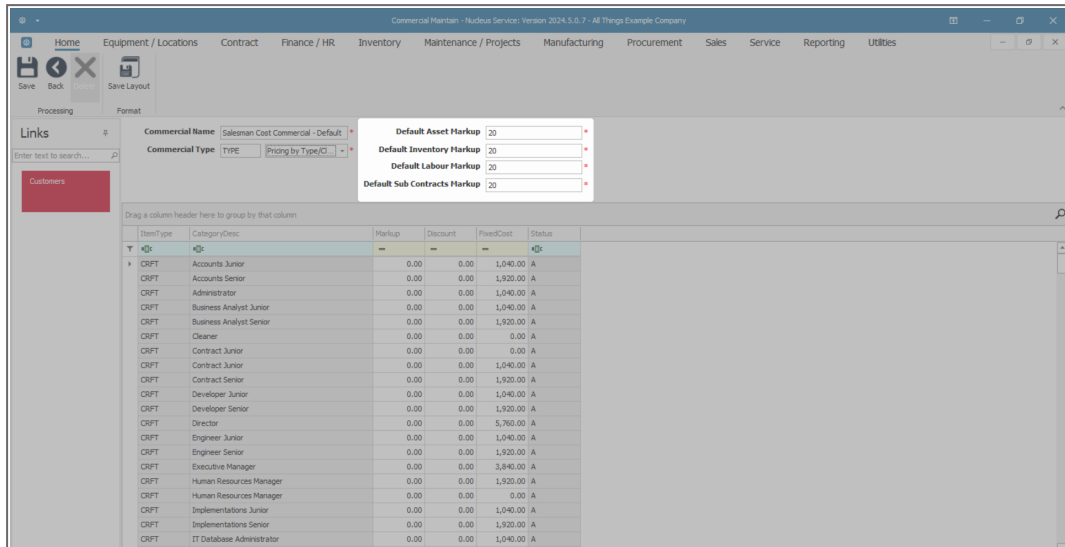 Commercial Maintain - Nucleus Service: Version 2024.5.0.7 - All Things Example Company
Home Equipment / Locations Contract Finance / HR Inventory Maintenance / Projects Manufacturing Procurement Sales Service Reporting Utilities
Save Back Delete Save Layout
Processing Format
Links
Enter text to search...
Customers
Commercial Name Salesman Cost Commercial - Default *
Commercial Type TYPE Pricing by Type/Cl... *
Default Asset Markup 20 *
Default Inventory Markup 20 *
Default Labour Markup 20 *
Default Sub Contracts Markup 20 *
Drag a column header here to group by that column
ItemType CategoryDesc Markup Discount FixedCost Status
CRFT Accounts Junior 0.00 0.00 1,040.00 A
CRFT Accounts Senior 0.00 0.00 1,920.00 A
CRFT Administrator 0.00 0.00 1,040.00 A
CRFT Business Analyst Junior 0.00 0.00 1,040.00 A
CRFT Business Analyst Senior 0.00 0.00 1,920.00 A
CRFT Cleaner 0.00 0.00 0.00 A
CRFT Contract Junior 0.00 0.00 0.00 A
CRFT Contract Junior 0.00 0.00 1,040.00 A
CRFT Contract Senior 0.00 0.00 1,920.00 A
CRFT Developer Junior 0.00 0.00 1,040.00 A
CRFT Developer Senior 0.00 0.00 1,920.00 A
CRFT Director 0.00 0.00 5,760.00 A
CRFT Engineer Junior 0.00 0.00 1,040.00 A
CRFT Engineer Senior 0.00 0.00 1,920.00 A
CRFT Executive Manager 0.00 0.00 3,840.00 A
CRFT Human Resources Manager 0.00 0.00 1,920.00 A
CRFT Human Resources Manager 0.00 0.00 0.00 A
CRFT Implementations Junior 0.00 0.00 1,040.00 A
CRFT Implementations Senior 0.00 0.00 1,920.00 A
CRFT IT Database Administrator 0.00 0.00 1,040.00 A